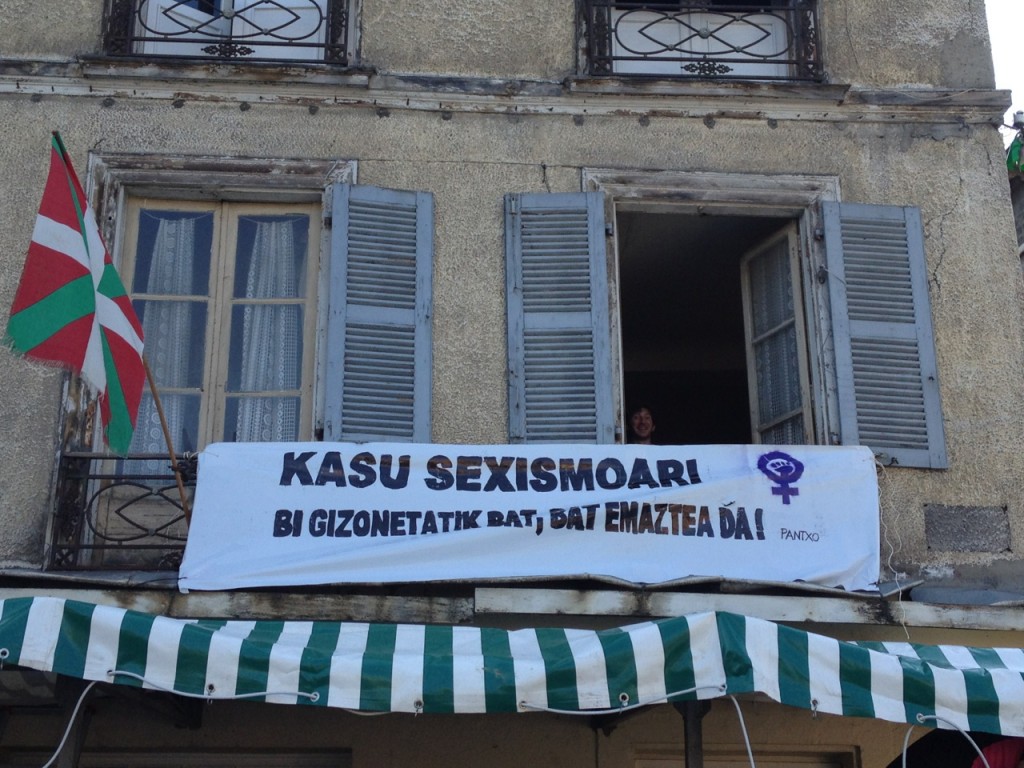 KASU SEXISMOARI
BI GIZONETATIK BAT, BAT EMAZTEA DA!
PANTXO